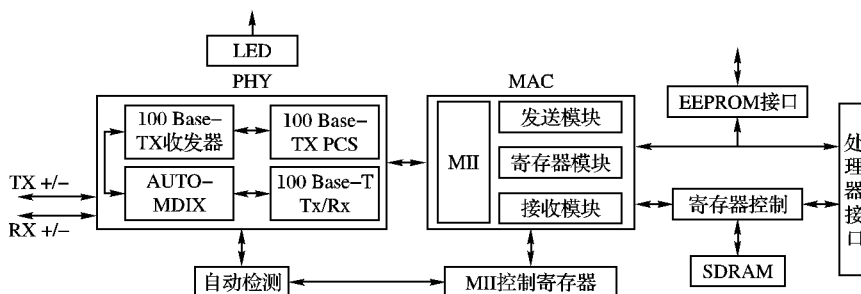 LED
PHY
MAC
100 Base-
TX收发器
100 Base-
TX PCS
AUTO-
MDIX
100 Base-T
Tx/Rx
TX +/-
RX +/-
MII
发送模块
寄存器模块
接收模块
EEPROM接口
寄存器控制
SDRAM
处
理
器
接
口
自动检测
MII控制寄存器